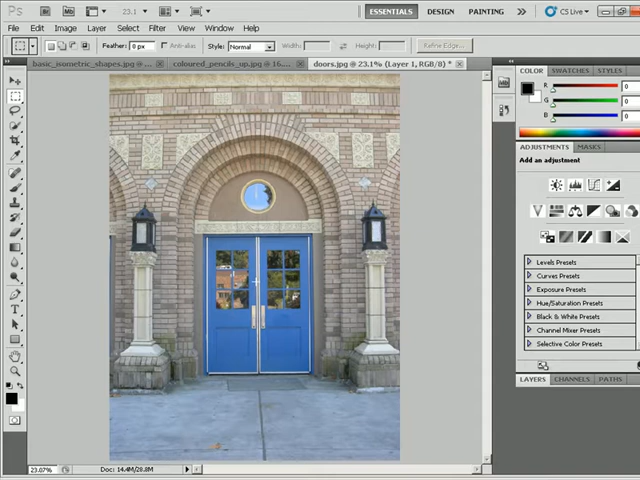 Ps Br Mb 23.1 ESSENTIALS DESIGN PAINTING CS Live
File Edit Image Layer Select Filter View Window Help
Feather: 0 px Anti-alias Style: Normal Width: Height: Refine Edge...
basic_isometric_shapes.jpg @ ... coloured_pencils_up.jpg @ 16.... doors.jpg @ 23.1% (Layer 1, RGB/8) *
COLOR SWATCHES STYLES
R 0
G 0
B 0
ADJUSTMENTS MASKS
Add an adjustment
Levels Presets
Curves Presets
Exposure Presets
Hue/Saturation Presets
Black & White Presets
Channel Mixer Presets
Selective Color Presets
LAYERS CHANNELS PATHS
23.07% Doc: 14.4M/28.8M